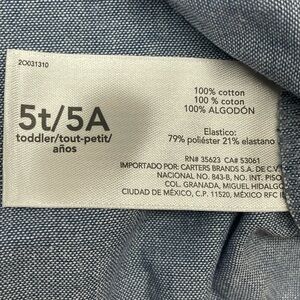 20031310
5t/5A
toddler/tout-petit/
años
100% cotton
100 % coton
100% ALGODÓN
Elastico:
79% poliéster 21% elastano
RN# 35623 CA# 53061
IMPORTADO POR: CARTERS BRANDS S.A. DE C.V
NACIONAL NO. 843-B, NO INT. PISO
COL. GRANADA, MIGUEL HIDALGO
CIUDAD DE MÉXICO, C.P. 11520, MÉXICO RFC